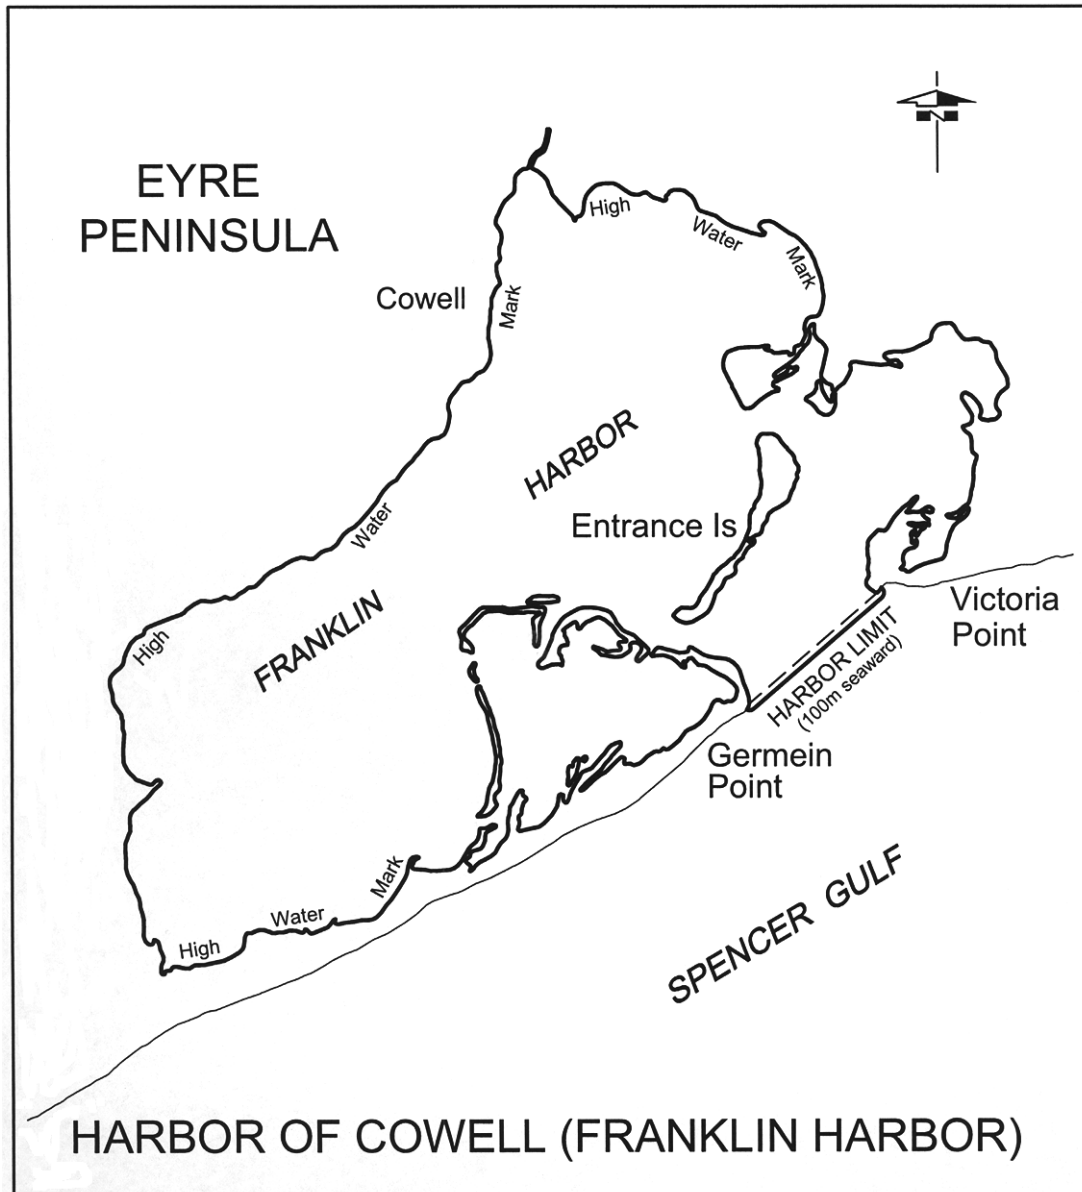 N
EYRE
PENINSULA
High
Water
Mark
Cowell
Mark
HARBOR
Water
Entrance Is
FRANKLIN
High
Victoria
Point
HARBOR LIMIT
(100m seaward)
Germein
Point
Mark
Water
High
SPENCER GULF
HARBOR OF COWELL (FRANKLIN HARBOR)